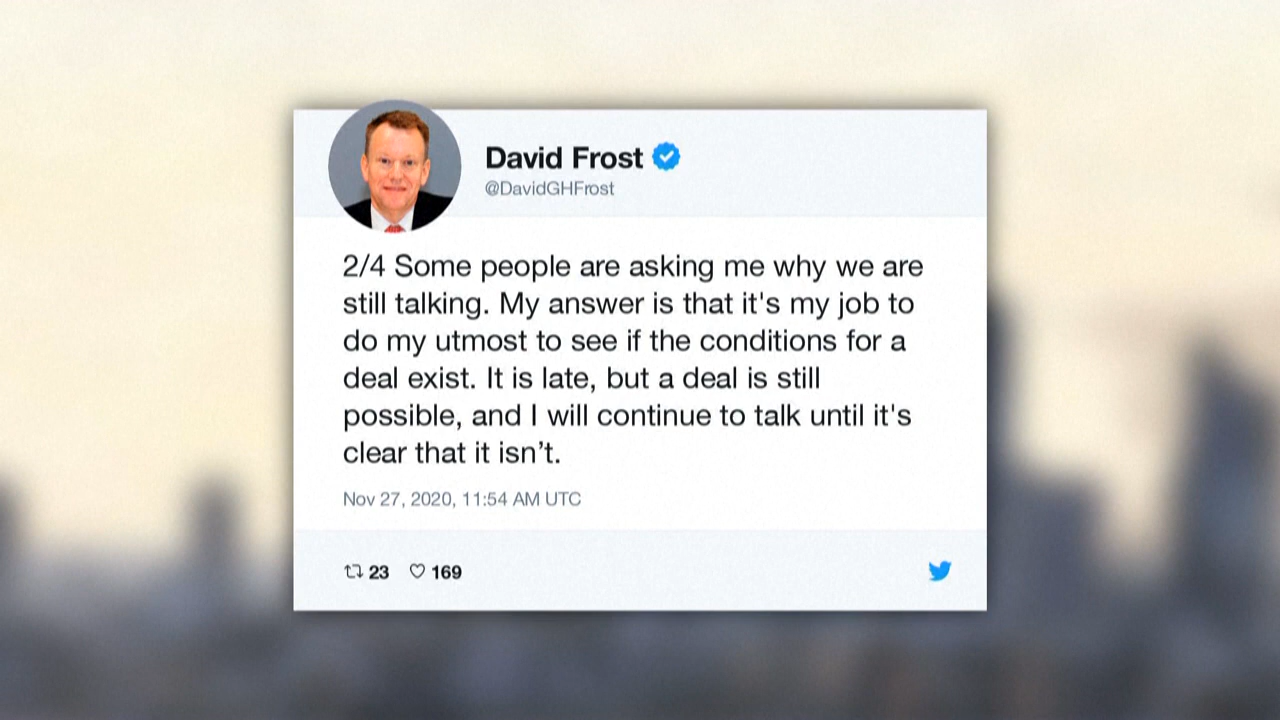 David Frost
@DavidGHFrost
2/4 Some people are asking me why we are
still talking. My answer is that it's my job to
do my utmost to see if the conditions for a
deal exist. It is late, but a deal is still
possible, and I will continue to talk until it's
clear that it isn’t.
Nov 27, 2020, 11:54 AM UTC
23 169